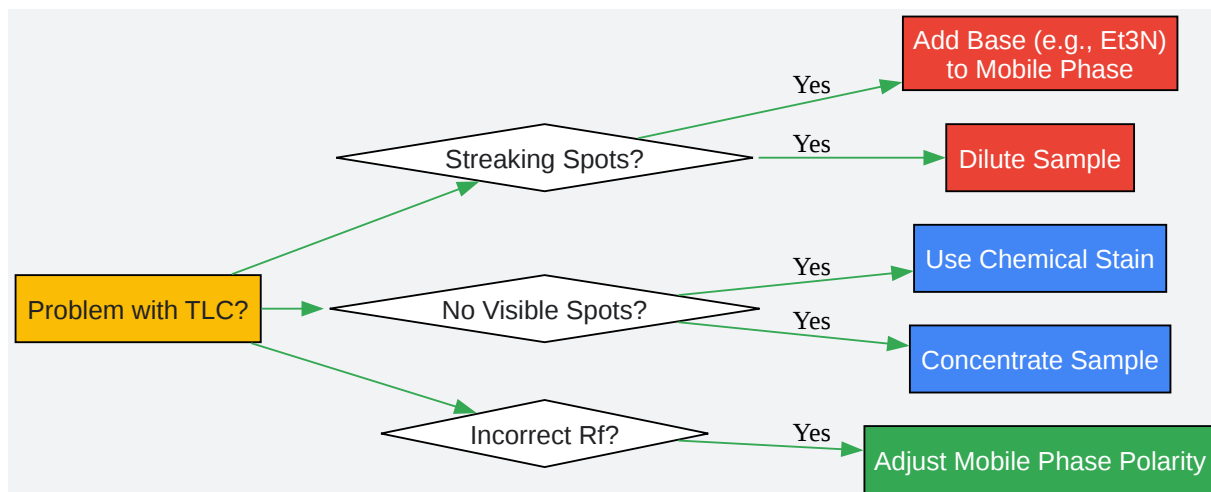 Add Base (e.g., Et3N)
to Mobile Phase
Yes
Streaking Spots?
Yes
Dilute Sample
Problem with TLC?
No Visible Spots?
Yes
Use Chemical Stain
Yes
Concentrate Sample
Incorrect Rf?
Yes
Adjust Mobile Phase Polarity